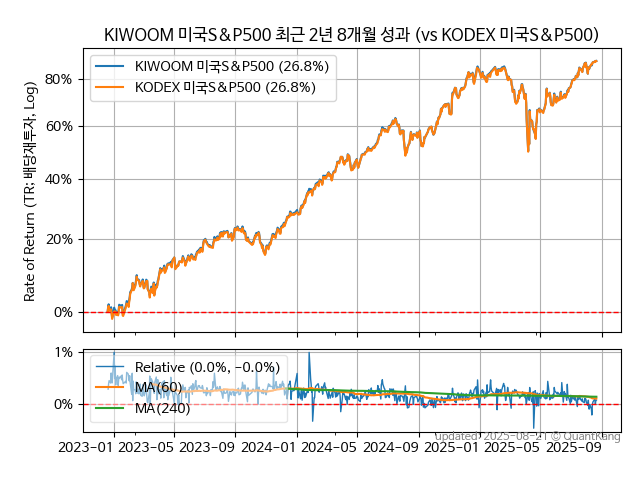 KIWOOM 미국S&P500 최근 2년 8개월 성과 (vs KODEX 미국S&P500)
KIWOOM 미국S&P500 (26.8%)
KODEX 미국S&P500 (26.8%)
Rate of Return (TR; 배당재투자, Log)
80%
60%
40%
20%
0%
1%
0%
Relative (0.0%, −0.0%)
MA(60)
MA(240)
2023−01 2023−05 2023−09 2024−01 2024−05 2024−09 2025−01 2025−05 2025−09
updated: 2025−08−21 © QuantKang